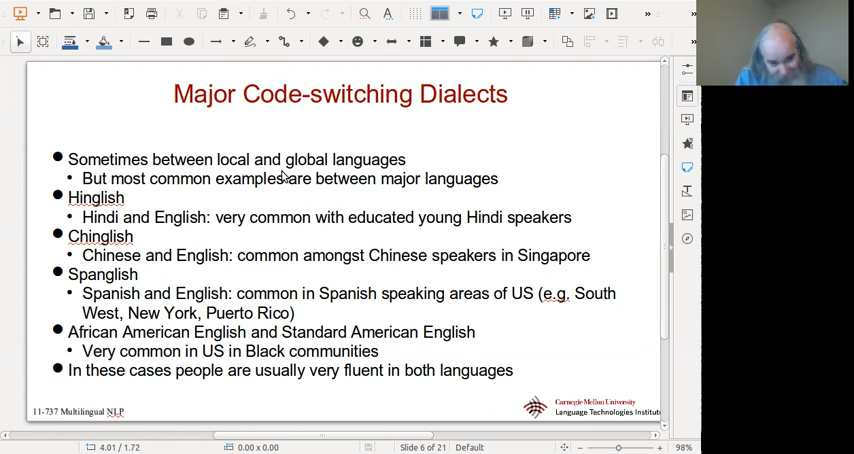 Major Code-switching Dialects
Sometimes between local and global languages
But most common examples are between major languages
Hinglish
Hindi and English: very common with educated young Hindi speakers
Chinglish
Chinese and English: common amongst Chinese speakers in Singapore
Spanglish
Spanish and English: common in Spanish speaking areas of US (e.g. South
West, New York, Puerto Rico)
African American English and Standard American English
Very common in US in Black communities
In these cases people are usually very fluent in both languages
11-737 Multilingual NLP
Carnegie Mellon University
Language Technologies Institute
4.01 / 1.72
0.00 x 0.00
Slide 6 of 21
Default
98%